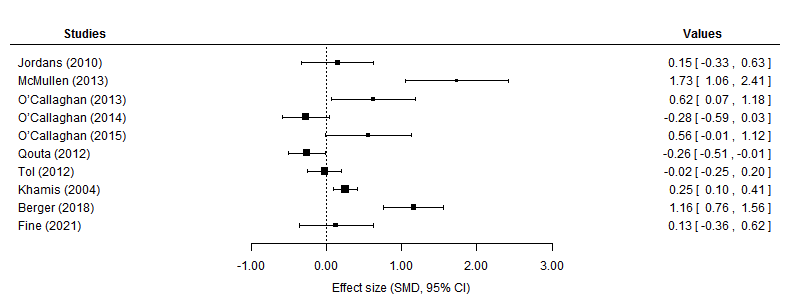 Studies Values
Jordans (2010) 0.15 [ -0.33 , 0.63 ]
McMullen (2013) 1.73 [ 1.06 , 2.41 ]
O'Callaghan (2013) 0.62 [ 0.07 , 1.18 ]
O'Callaghan (2014) -0.28 [ -0.59 , 0.03 ]
O'Callaghan (2015) 0.56 [ -0.01 , 1.12 ]
Qouta (2012) -0.26 [ -0.51 , -0.01 ]
Tol (2012) -0.02 [ -0.25 , 0.20 ]
Khamis (2004) 0.25 [ 0.10 , 0.41 ]
Berger (2018) 1.16 [ 0.76 , 1.56 ]
Fine (2021) 0.13 [ -0.36 , 0.62 ]
-1.00 0.00 1.00 2.00 3.00
Effect size (SMD, 95% CI)